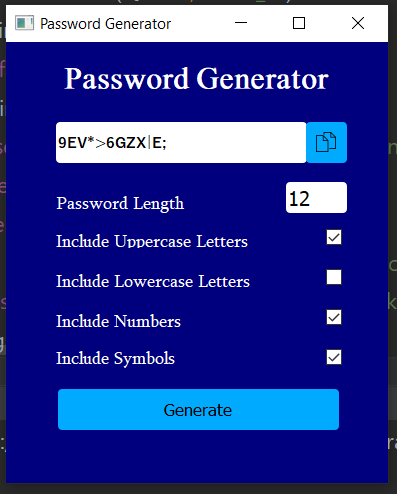 Password Generator
Password Generator
9EV*>6GZX|E;
Password Length 12
Include Uppercase Letters
Include Lowercase Letters
Include Numbers
Include Symbols
Generate